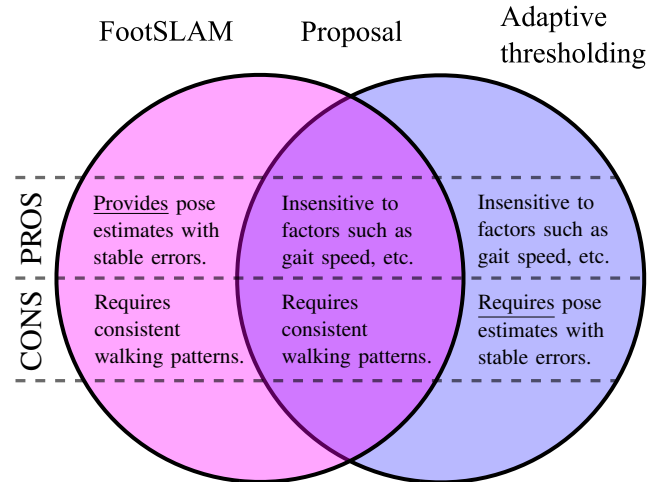 FootSLAM
Proposal
Adaptive
thresholding
PROS
Provides pose
estimates with
stable errors.
Insensitive to
factors such as
gait speed, etc.
Insensitive to
factors such as
gait speed, etc.
CONS
Requires
consistent
walking patterns.
Requires
consistent
walking patterns.
Requires pose
estimates with
stable errors.